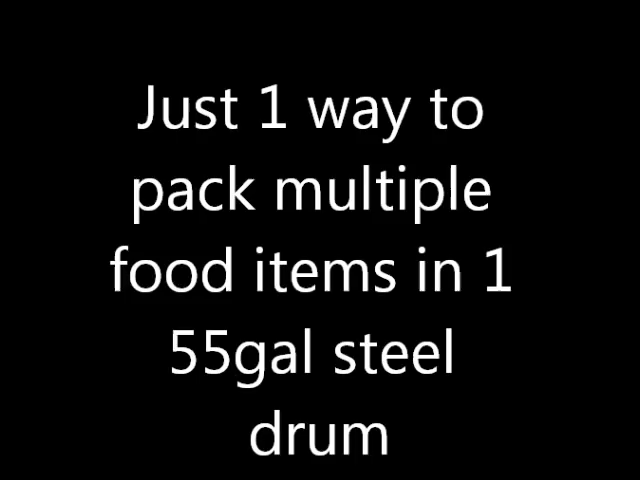 Just 1 way to
pack multiple
food items in 1
55gal steel
drum